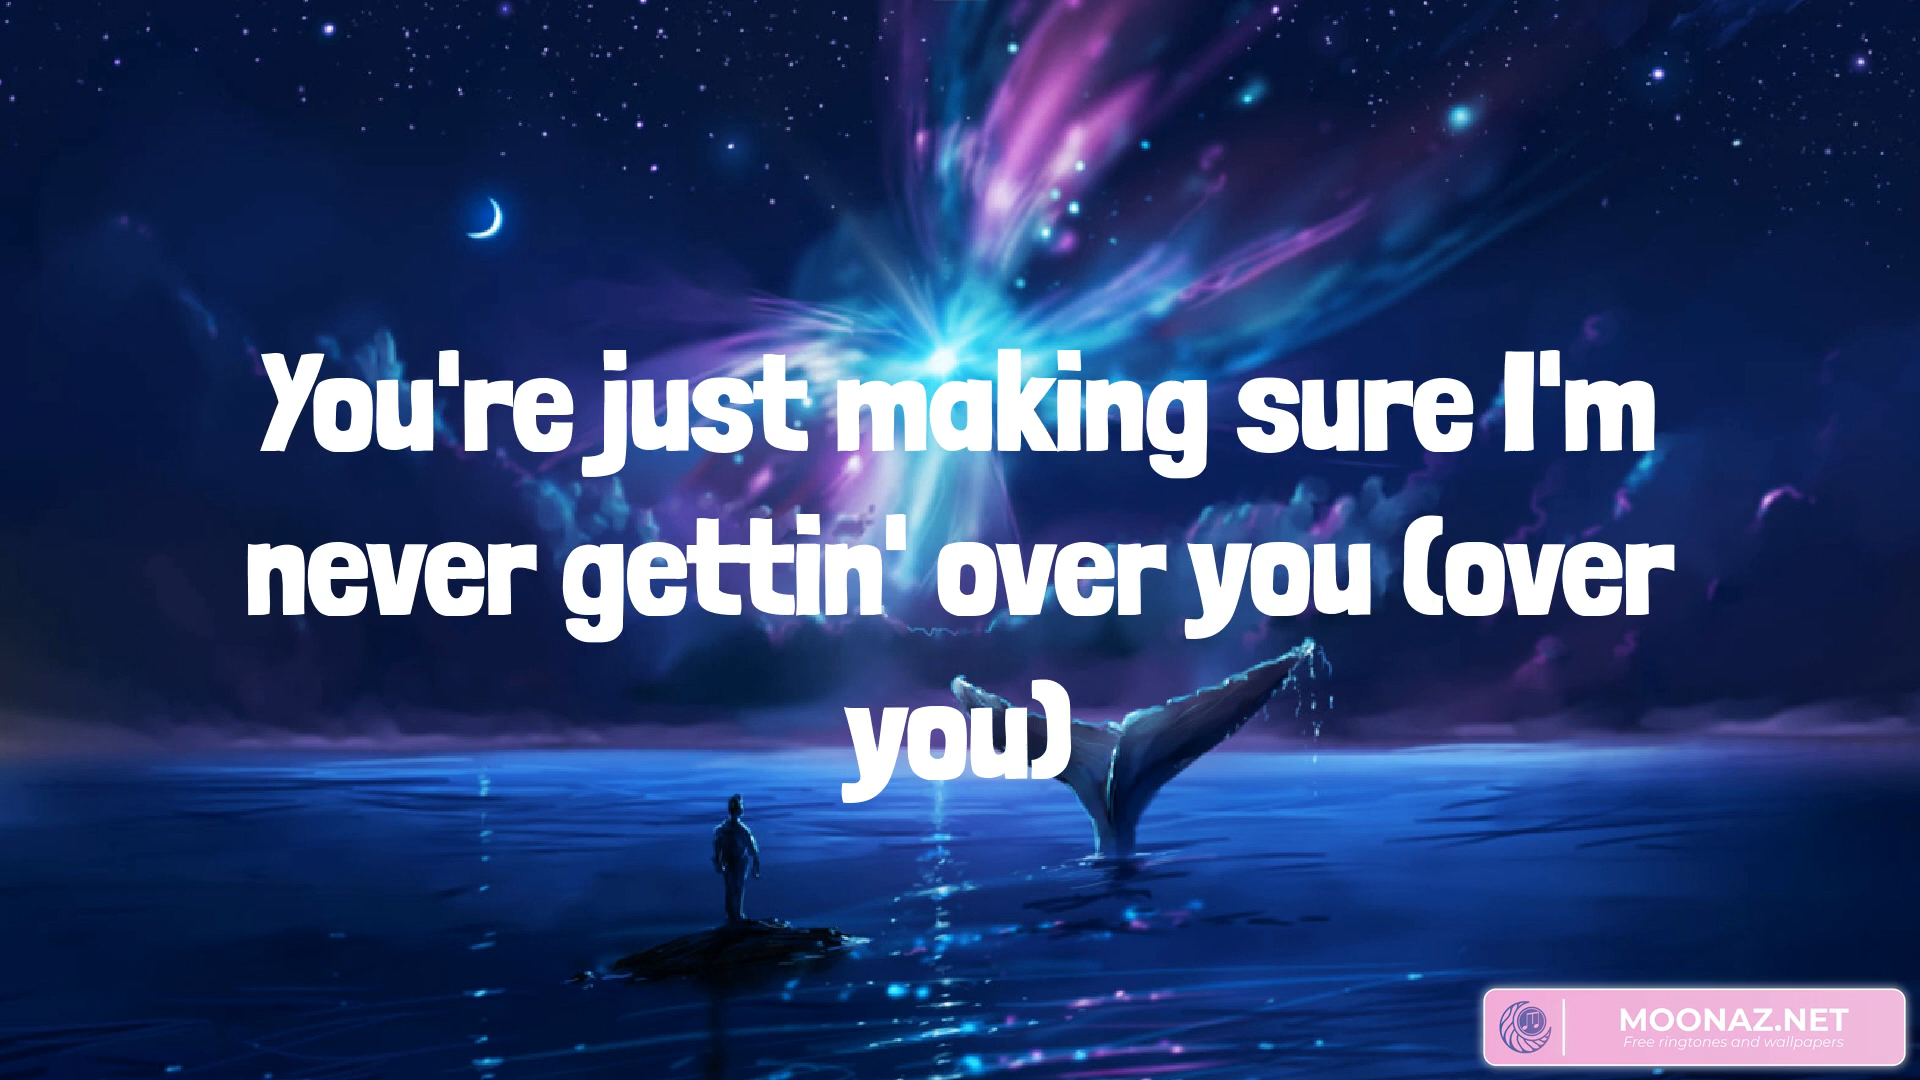 You're just making sure I'm
never gettin' over you (over
you)
MOONAZ.NET
Free ringtones and wallpapers